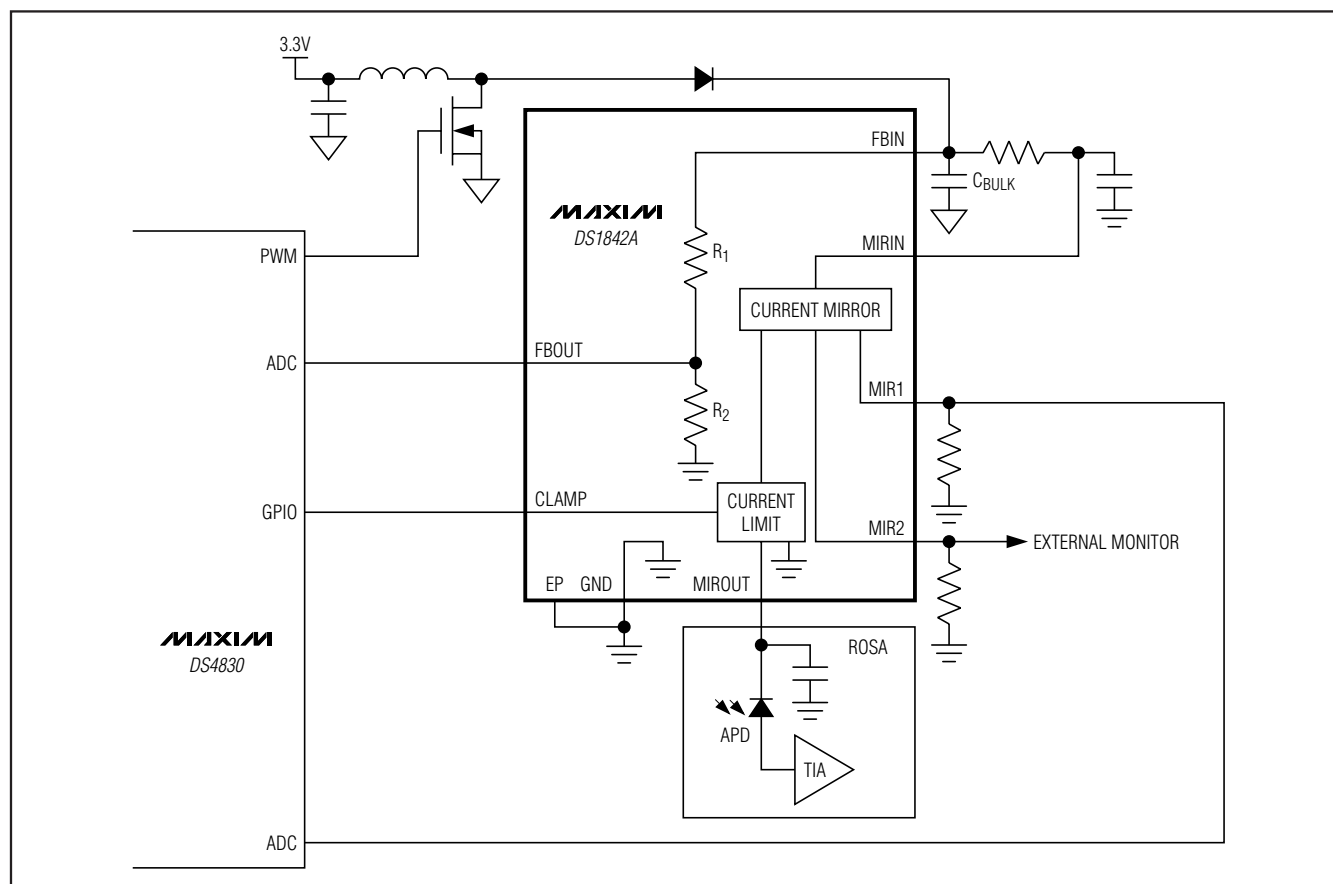 3.3V
FBIN
CBULK
MAXIM
DS1842A
R1
MIRIN
PWM
CURRENT MIRROR
ADC
FBOUT
MIR1
R2
CLAMP
GPIO
CURRENT
LIMIT
MIR2
EXTERNAL MONITOR
EP
GND
MIROUT
MAXIM
DS4830
ROSA
APD
TIA
ADC